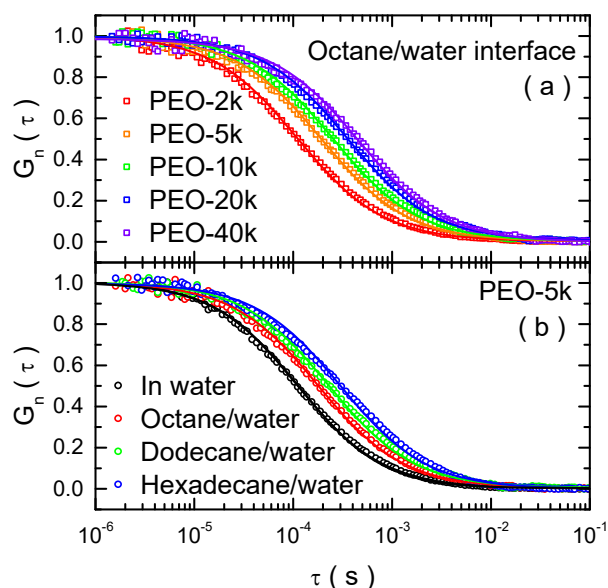 1.0
0.8
0.6
0.4
0.2
0.0
Gₙ ( τ )
Octane/water interface
( a )
PEO-2k
PEO-5k
PEO-10k
PEO-20k
PEO-40k
1.0
0.8
0.6
0.4
0.2
0.0
Gₙ ( τ )
PEO-5k
( b )
In water
Octane/water
Dodecane/water
Hexadecane/water
10⁻⁶ 10⁻⁵ 10⁻⁴ 10⁻³ 10⁻² 10⁻¹
τ ( s )